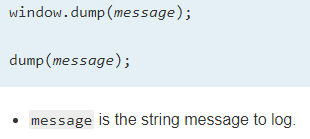 window.dump(message);
dump(message);
• message is the string message to log.